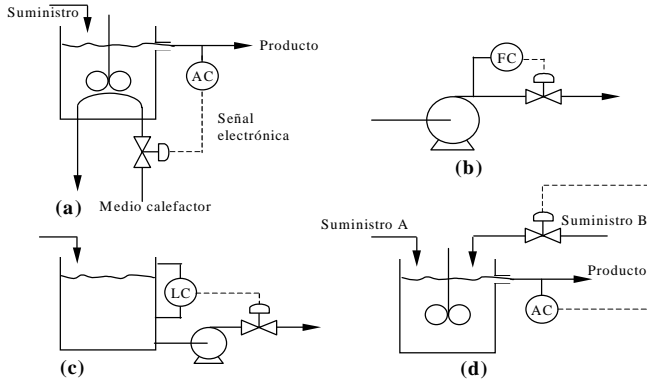 Suministro
Producto
AC
Señal
electrónica
(a)
Medio calefactor
FC
(b)
LC
(c)
Suministro A
Suministro B
Producto
AC
(d)